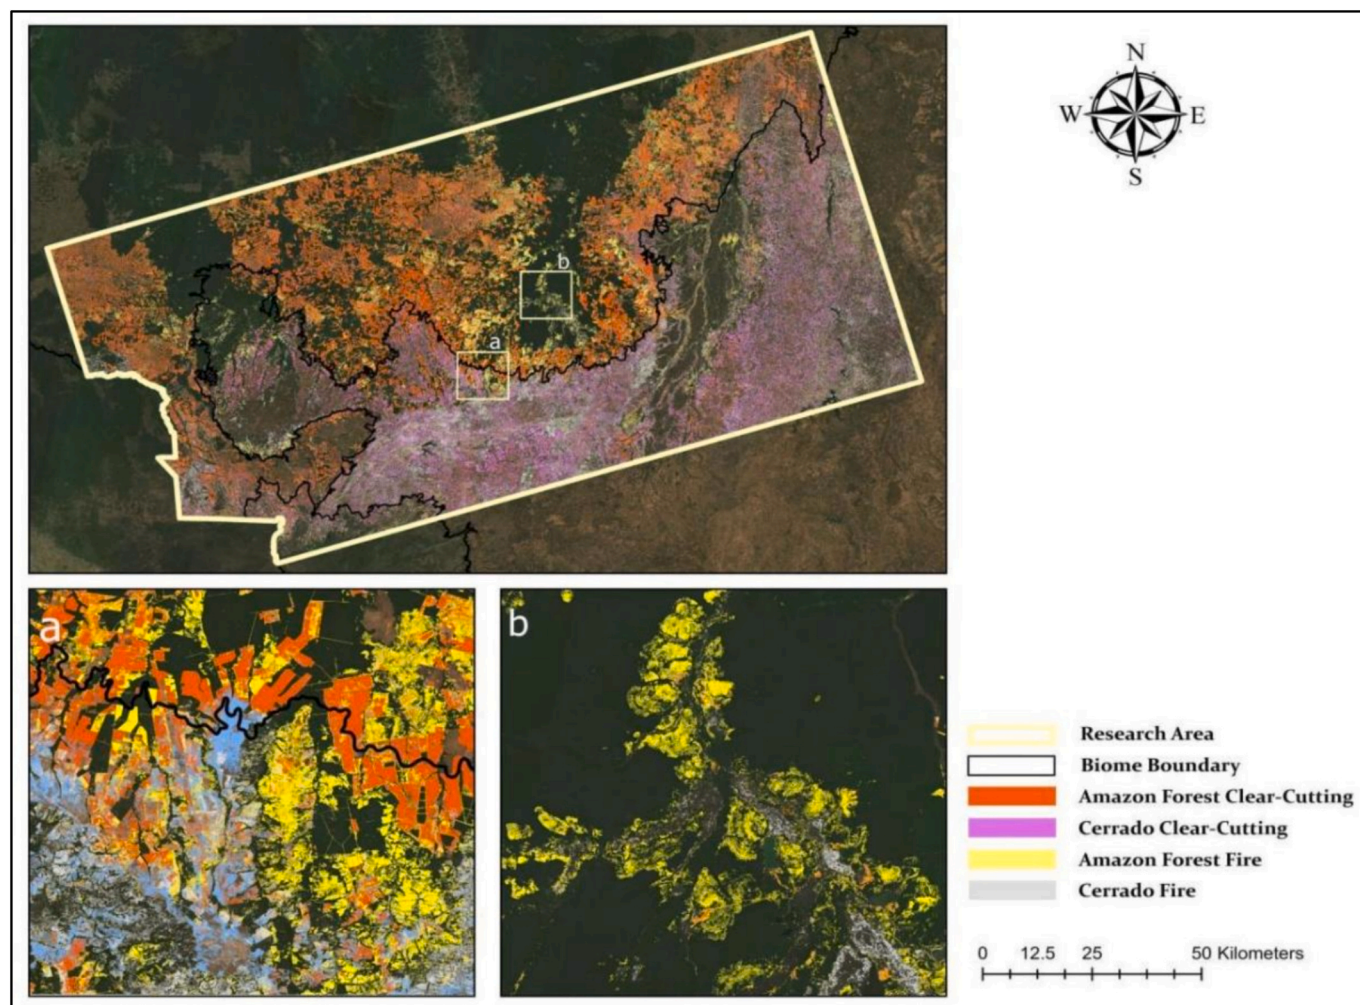 N
W E
S
b
a
a
b
Research Area
Biome Boundary
Amazon Forest Clear-Cutting
Cerrado Clear-Cutting
Amazon Forest Fire
Cerrado Fire
0 12.5 25 50 Kilometers